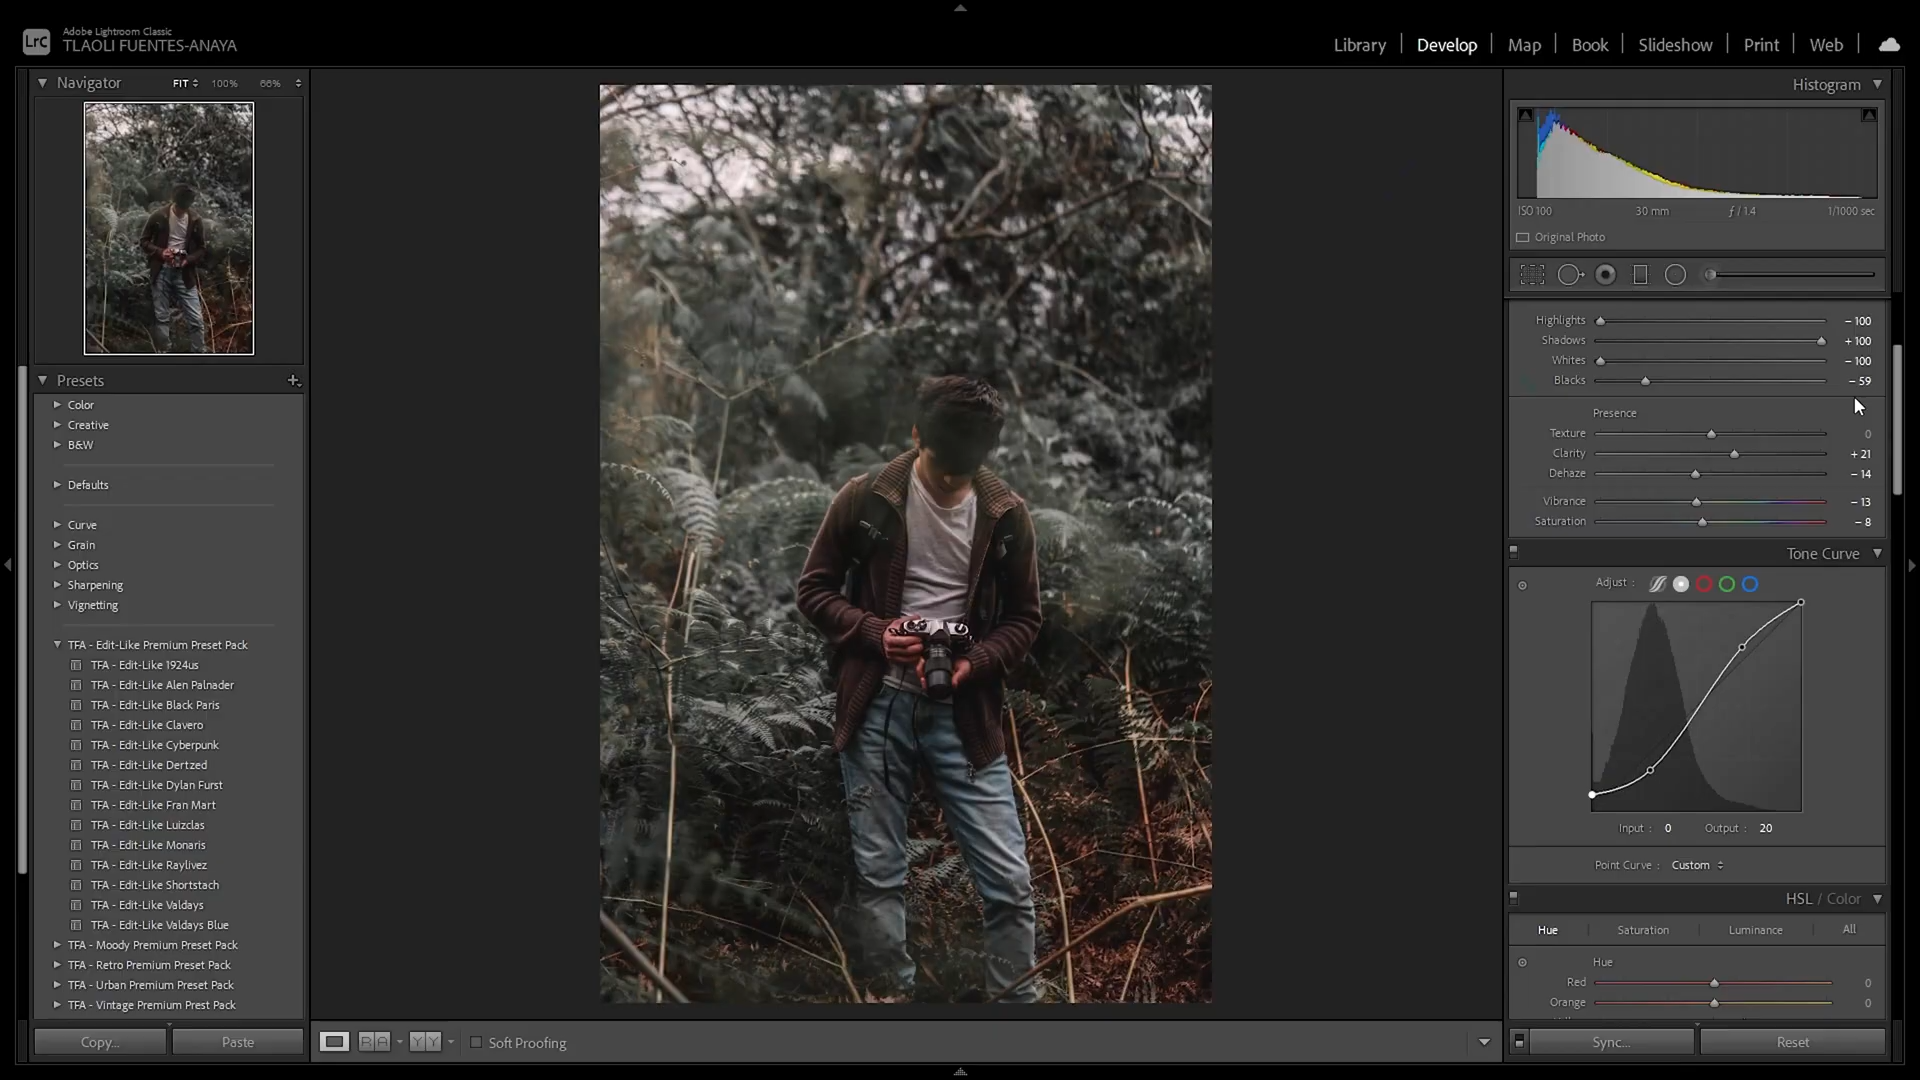 Adobe Lightroom Classic
TLAOLI FUENTES-ANAYA
LrC
Library | Develop | Map | Book | Slideshow | Print | Web
Navigator FIT 100% 66%
Presets
Color
Creative
B&W
Defaults
Curve
Grain
Optics
Sharpening
Vignetting
TFA - Edit-Like Premium Preset Pack
TFA - Edit-Like 1924us
TFA - Edit-Like Alen Palnader
TFA - Edit-Like Black Paris
TFA - Edit-Like Clavero
TFA - Edit-Like Cyberpunk
TFA - Edit-Like Dertzed
TFA - Edit-Like Dylan Furst
TFA - Edit-Like Fran Mart
TFA - Edit-Like Luizclas
TFA - Edit-Like Monaris
TFA - Edit-Like Raylivez
TFA - Edit-Like Shortstach
TFA - Edit-Like Valdays
TFA - Edit-Like Valdays Blue
TFA - Moody Premium Preset Pack
TFA - Retro Premium Preset Pack
TFA - Urban Premium Preset Pack
TFA - Vintage Premium Prest Pack
Copy... Paste
R A Y Y Soft Proofing
Histogram
ISO 100 30 mm ƒ / 1.4 1/1000 sec
Original Photo
Highlights - 100
Shadows + 100
Whites - 100
Blacks - 59
Presence
Texture 0
Clarity + 21
Dehaze - 14
Vibrance - 13
Saturation - 8
Tone Curve
Adjust :
Input : 0 Output : 20
Point Curve : Custom
HSL / Color
Hue Saturation Luminance All
Hue
Red 0
Orange 0
Sync... Reset